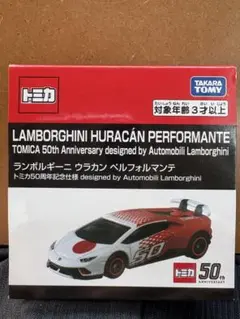 トミカ
TAKARA TOMY
対象年齢3才以上
LAMBORGHINI HURACÁN PERFORMANTE
TOMICA 50th Anniversary designed by Automobili Lamborghini
ランボルギーニ ウラカン ペルフォルマンテ
トミカ50周年記念仕様 designed by Automobili Lamborghini
50
トミカ
50th
ANNIVERSARY